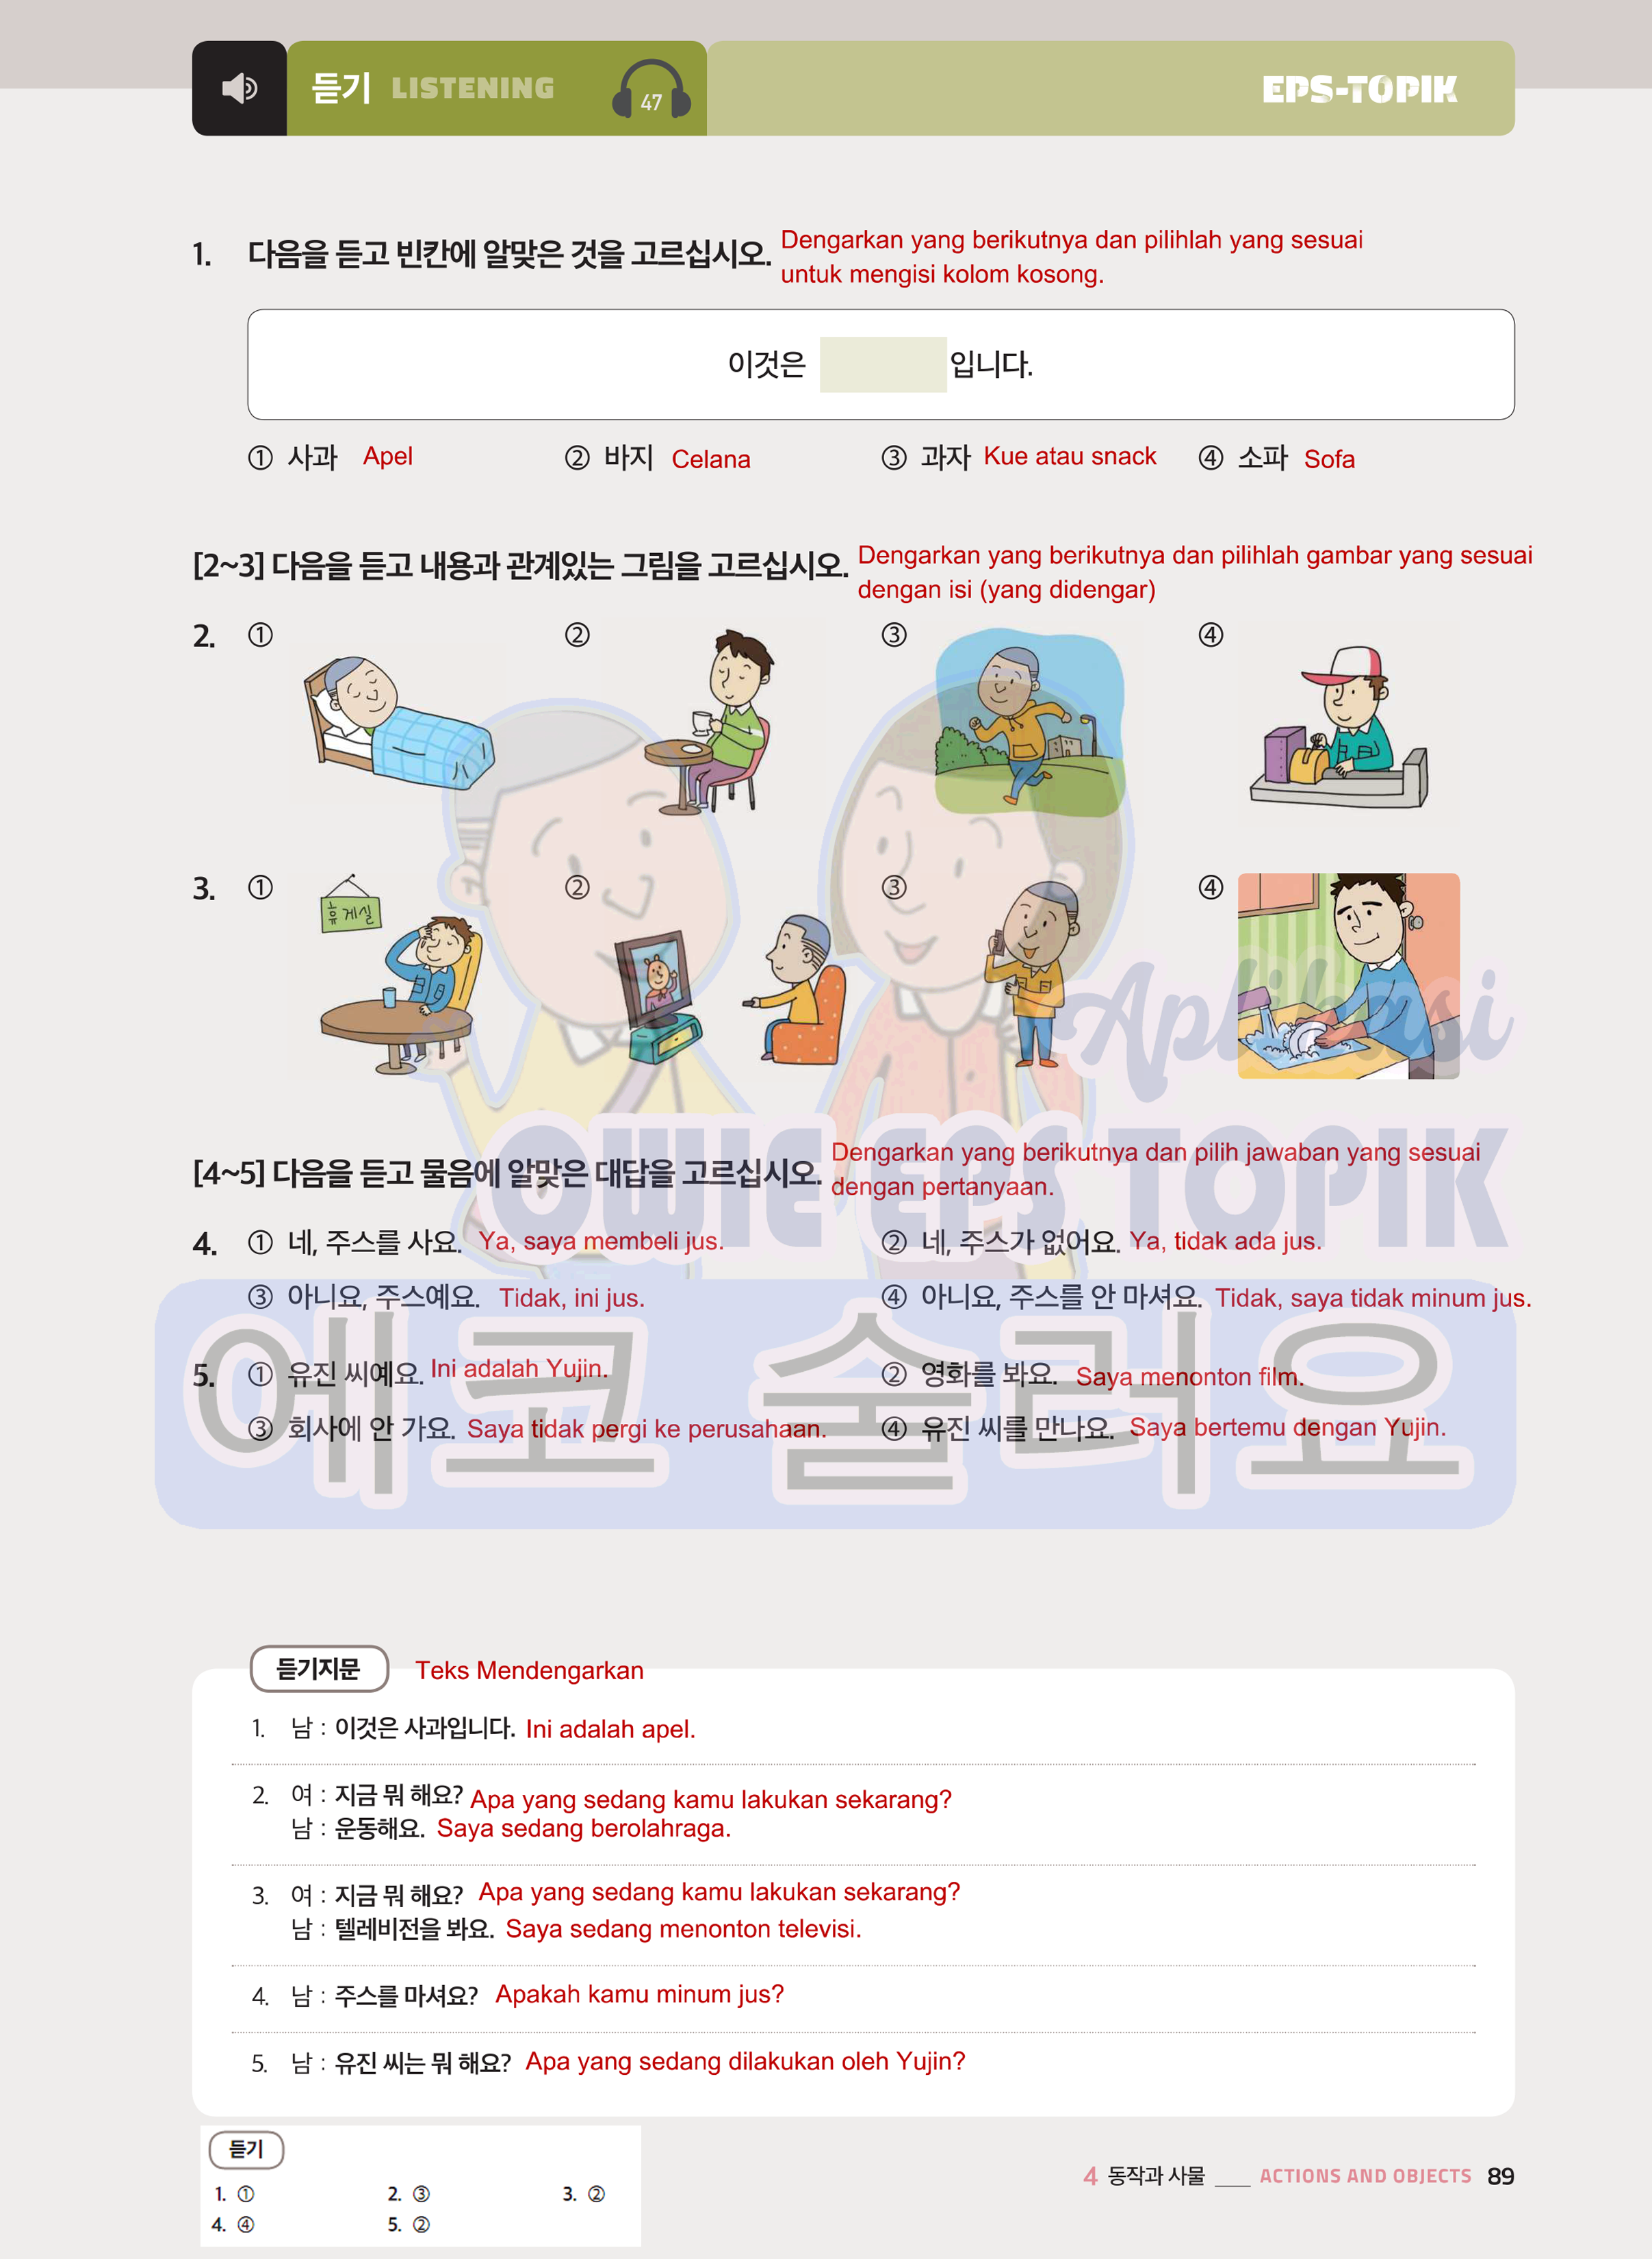 듣기 LISTENING 47 EPS-TOPIK
1. 다음을 듣고 빈칸에 알맞은 것을 고르십시오. Dengarkan yang berikutnya dan pilihlah yang sesuai
untuk mengisi kolom kosong.
이것은 입니다.
① 사과 Apel ② 바지 Celana ③ 과자 Kue atau snack ④ 소파 Sofa
[2~3] 다음을 듣고 내용과 관계있는 그림을 고르십시오. Dengarkan yang berikutnya dan pilihlah gambar yang sesuai
dengan isi (yang didengar)
2. ① ② ③ ④
3. ① ② ③ ④
휴게실
Aplikasi
OWIE EPS TOPIK
[4~5] 다음을 듣고 물음에 알맞은 대답을 고르십시오. Dengarkan yang berikutnya dan pilih jawaban yang sesuai
dengan pertanyaan.
4. ① 네, 주스를 사요. Ya, saya membeli jus. ② 네, 주스가 없어요. Ya, tidak ada jus.
③ 아니요, 주스예요. Tidak, ini jus. ④ 아니요, 주스를 안 마셔요. Tidak, saya tidak minum jus.
에코 술러요
5. ① 유진 씨예요. Ini adalah Yujin. ② 영화를 봐요. Saya menonton film.
③ 회사에 안 가요. Saya tidak pergi ke perusahaan. ④ 유진 씨를 만나요. Saya bertemu dengan Yujin.
듣기지문 Teks Mendengarkan
1. 남 : 이것은 사과입니다. Ini adalah apel.
2. 여 : 지금 뭐 해요? Apa yang sedang kamu lakukan sekarang?
남 : 운동해요. Saya sedang berolahraga.
3. 여 : 지금 뭐 해요? Apa yang sedang kamu lakukan sekarang?
남 : 텔레비전을 봐요. Saya sedang menonton televisi.
4. 남 : 주스를 마셔요? Apakah kamu minum jus?
5. 남 : 유진 씨는 뭐 해요? Apa yang sedang dilakukan oleh Yujin?
듣기
1. ① 2. ③ 3. ②
4. ④ 5. ②
4 동작과 사물 ___ ACTIONS AND OBJECTS 89